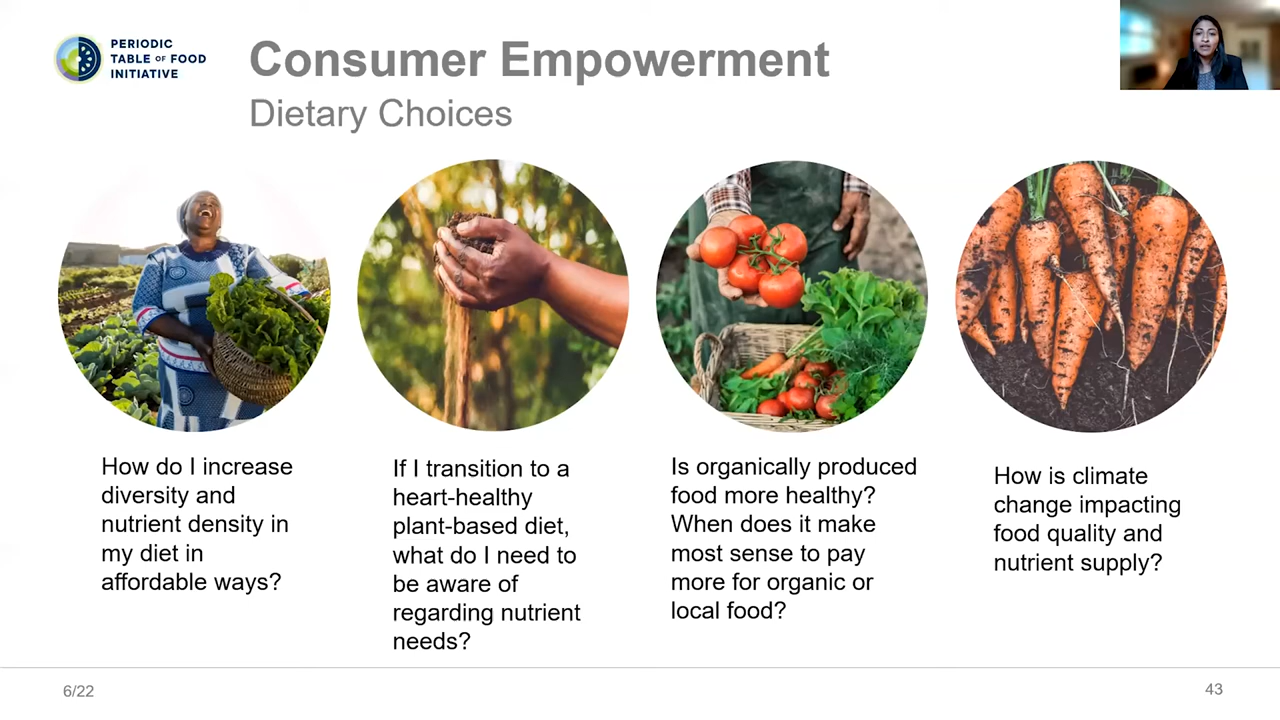 PERIODIC
TABLE OF FOOD
INITIATIVE
Consumer Empowerment
Dietary Choices
How do I increase
diversity and
nutrient density in
my diet in
affordable ways?
If I transition to a
heart-healthy
plant-based diet,
what do I need to
be aware of
regarding nutrient
needs?
Is organically produced
food more healthy?
When does it make
most sense to pay
more for organic or
local food?
How is climate
change impacting
food quality and
nutrient supply?
6/22
43